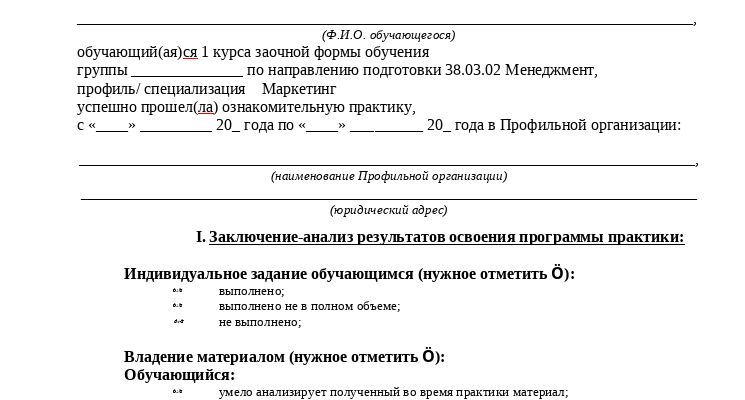 ________________________________________________,
(Ф.И.О. обучающегося)
обучающий(ая)ся 1 курса заочной формы обучения
группы ______________ по направлению подготовки 38.03.02 Менеджмент,
профиль/ специализация Маркетинг
успешно прошел(ла) ознакомительную практику,
с «____» _________ 20_ года по «____» _________ 20_ года в Профильной организации:
________________________________________________,
(наименование Профильной организации)
________________________________________________
(юридический адрес)
I. Заключение-анализ результатов освоения программы практики:
Индивидуальное задание обучающимся (нужное отметить Ö):
выполнено;
выполнено не в полном объеме;
не выполнено;
Владение материалом (нужное отметить Ö):
Обучающийся:
умело анализирует полученный во время практики материал;